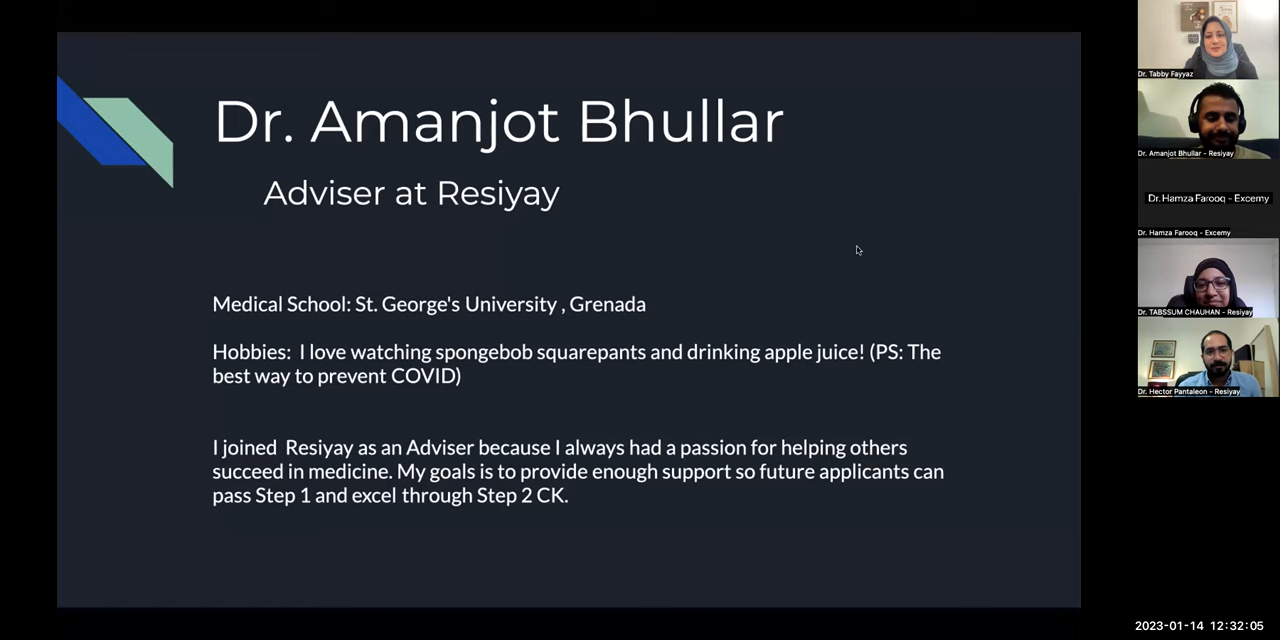 Dr. Amanjot Bhullar
Adviser at Resiyay
Medical School: St. George's University , Grenada
Hobbies:  I love watching spongebob squarepants and drinking apple juice! (PS: The
best way to prevent COVID)
I joined  Resiyay as an Adviser because I always had a passion for helping others
succeed in medicine. My goals is to provide enough support so future applicants can
pass Step 1 and excel through Step 2 CK.
Dr. Tabby Fayyaz
Dr. Amanjot Bhullar - Resiyay
Dr. Hamza Farooq - Excemy
Dr. Hamza Farooq - Excemy
Dr. TABSSUM CHAUHAN - Resiyay
Dr. Hector Pantaleon - Resiyay
2023-01-14 12:32:05